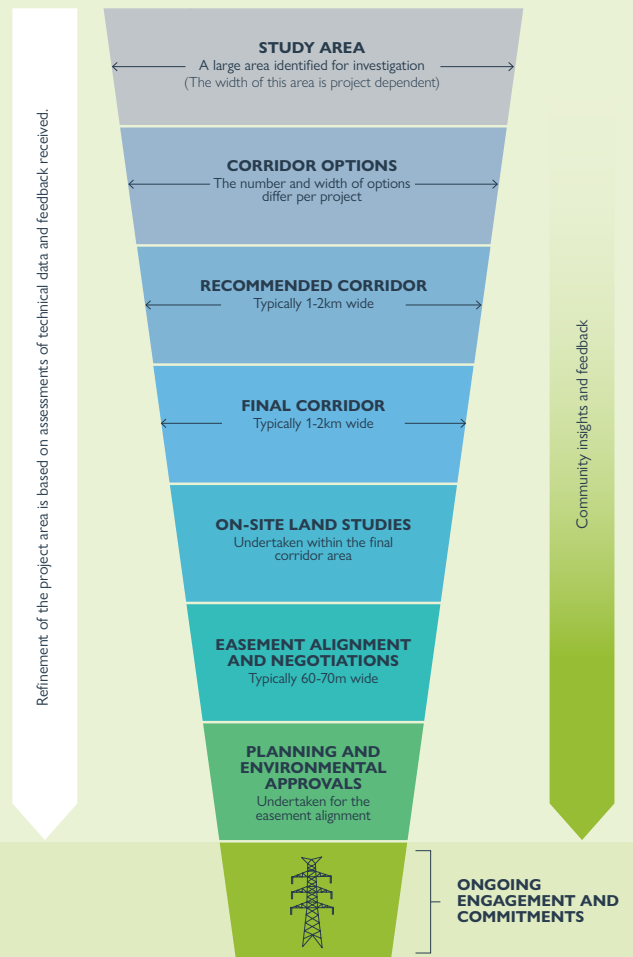 Refinement of the project area is based on assessments of technical data and feedback received.
STUDY AREA
A large area identified for investigation
(The width of this area is project dependent)
CORRIDOR OPTIONS
The number and width of options
differ per project
RECOMMENDED CORRIDOR
Typically 1-2km wide
FINAL CORRIDOR
Typically 1-2km wide
ON-SITE LAND STUDIES
Undertaken within the final
corridor area
EASEMENT ALIGNMENT
AND NEGOTIATIONS
Typically 60-70m wide
PLANNING AND
ENVIRONMENTAL
APPROVALS
Undertaken for the
easement alignment
Community insights and feedback
ONGOING
ENGAGEMENT AND
COMMITMENTS